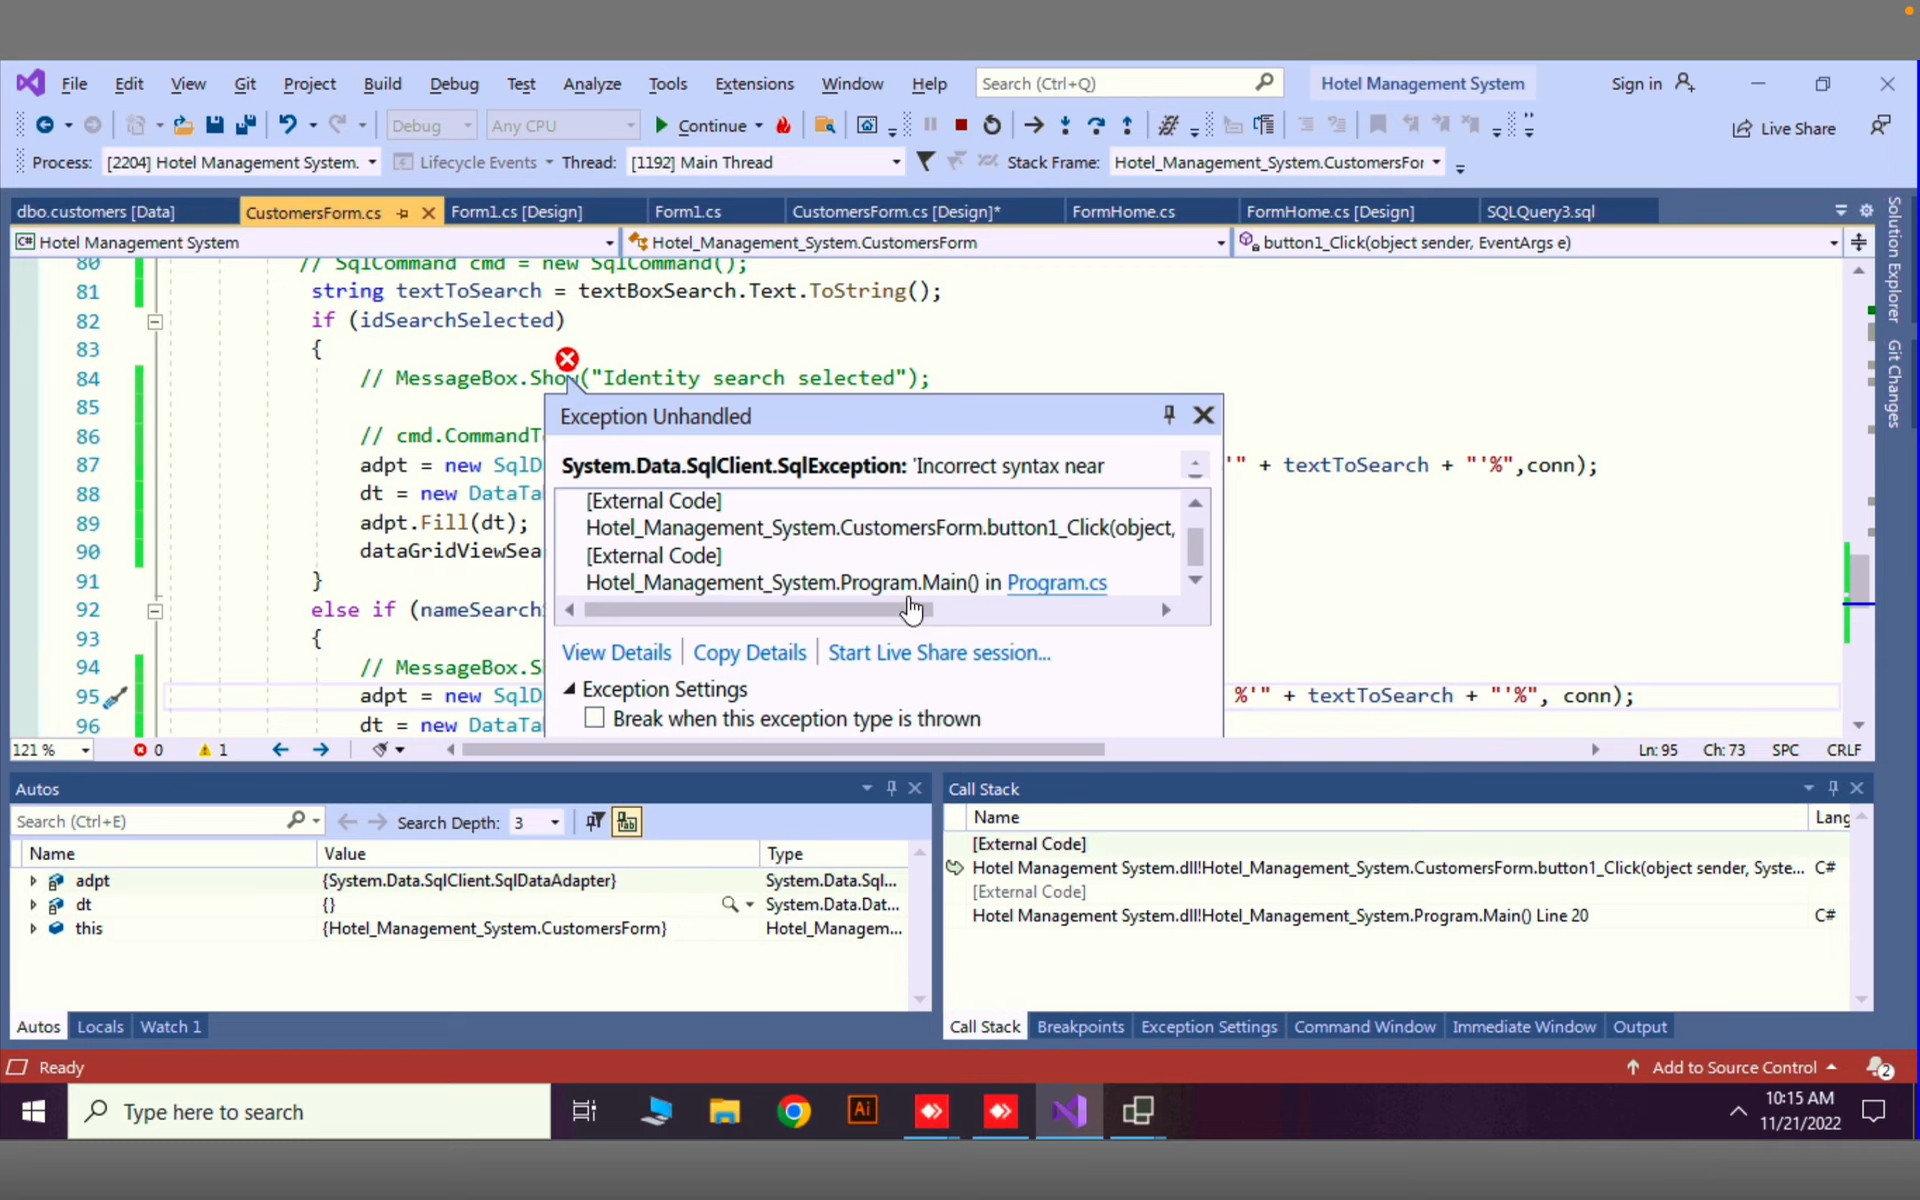 File Edit View Git Project Build Debug Test Analyze Tools Extensions Window Help Search (Ctrl+Q) Hotel Management System Sign in
Debug Any CPU Continue Live Share
Process: [2204] Hotel Management System. Lifecycle Events Thread: [1192] Main Thread Stack Frame: Hotel_Management_System.CustomersFor
dbo.customers [Data] CustomersForm.cs Form1.cs [Design] Form1.cs CustomersForm.cs [Design]* FormHome.cs FormHome.cs [Design] SQLQuery3.sql
C# Hotel Management System Hotel_Management_System.CustomersForm button1_Click(object sender, EventArgs e)
Solution Explorer
Git Changes
80 // SqlCommand cmd = new SqlCommand();
81 string textToSearch = textBoxSearch.Text.ToString();
82 if (idSearchSelected)
83 {
84 // MessageBox.Show("Identity search selected");
85
86 // cmd.CommandT
87 adpt = new SqlD '" + textToSearch + "'%",conn);
88 dt = new DataTa
89 adpt.Fill(dt);
90 dataGridViewSea
91 }
92 else if (nameSearch
93 {
94 // MessageBox.S
95 adpt = new SqlD %'" + textToSearch + "'%", conn);
96 dt = new DataTa
Exception Unhandled
System.Data.SqlClient.SqlException: 'Incorrect syntax near
[External Code]
Hotel_Management_System.CustomersForm.button1_Click(object,
[External Code]
Hotel_Management_System.Program.Main() in Program.cs
View Details Copy Details Start Live Share session...
Exception Settings
Break when this exception type is thrown
121 % 0 1 Ln: 95 Ch: 73 SPC CRLF
Autos
Search (Ctrl+E) Search Depth: 3
Name Value Type
adpt {System.Data.SqlClient.SqlDataAdapter} System.Data.Sql...
dt {} System.Data.Dat...
this {Hotel_Management_System.CustomersForm} Hotel_Managem...
Autos Locals Watch 1
Call Stack
Name Lang
[External Code]
Hotel Management System.dll!Hotel_Management_System.CustomersForm.button1_Click(object sender, Syste... C#
[External Code]
Hotel Management System.dll!Hotel_Management_System.Program.Main() Line 20 C#
Call Stack Breakpoints Exception Settings Command Window Immediate Window Output
Ready Add to Source Control 2
Type here to search Ai 10:15 AM
11/21/2022